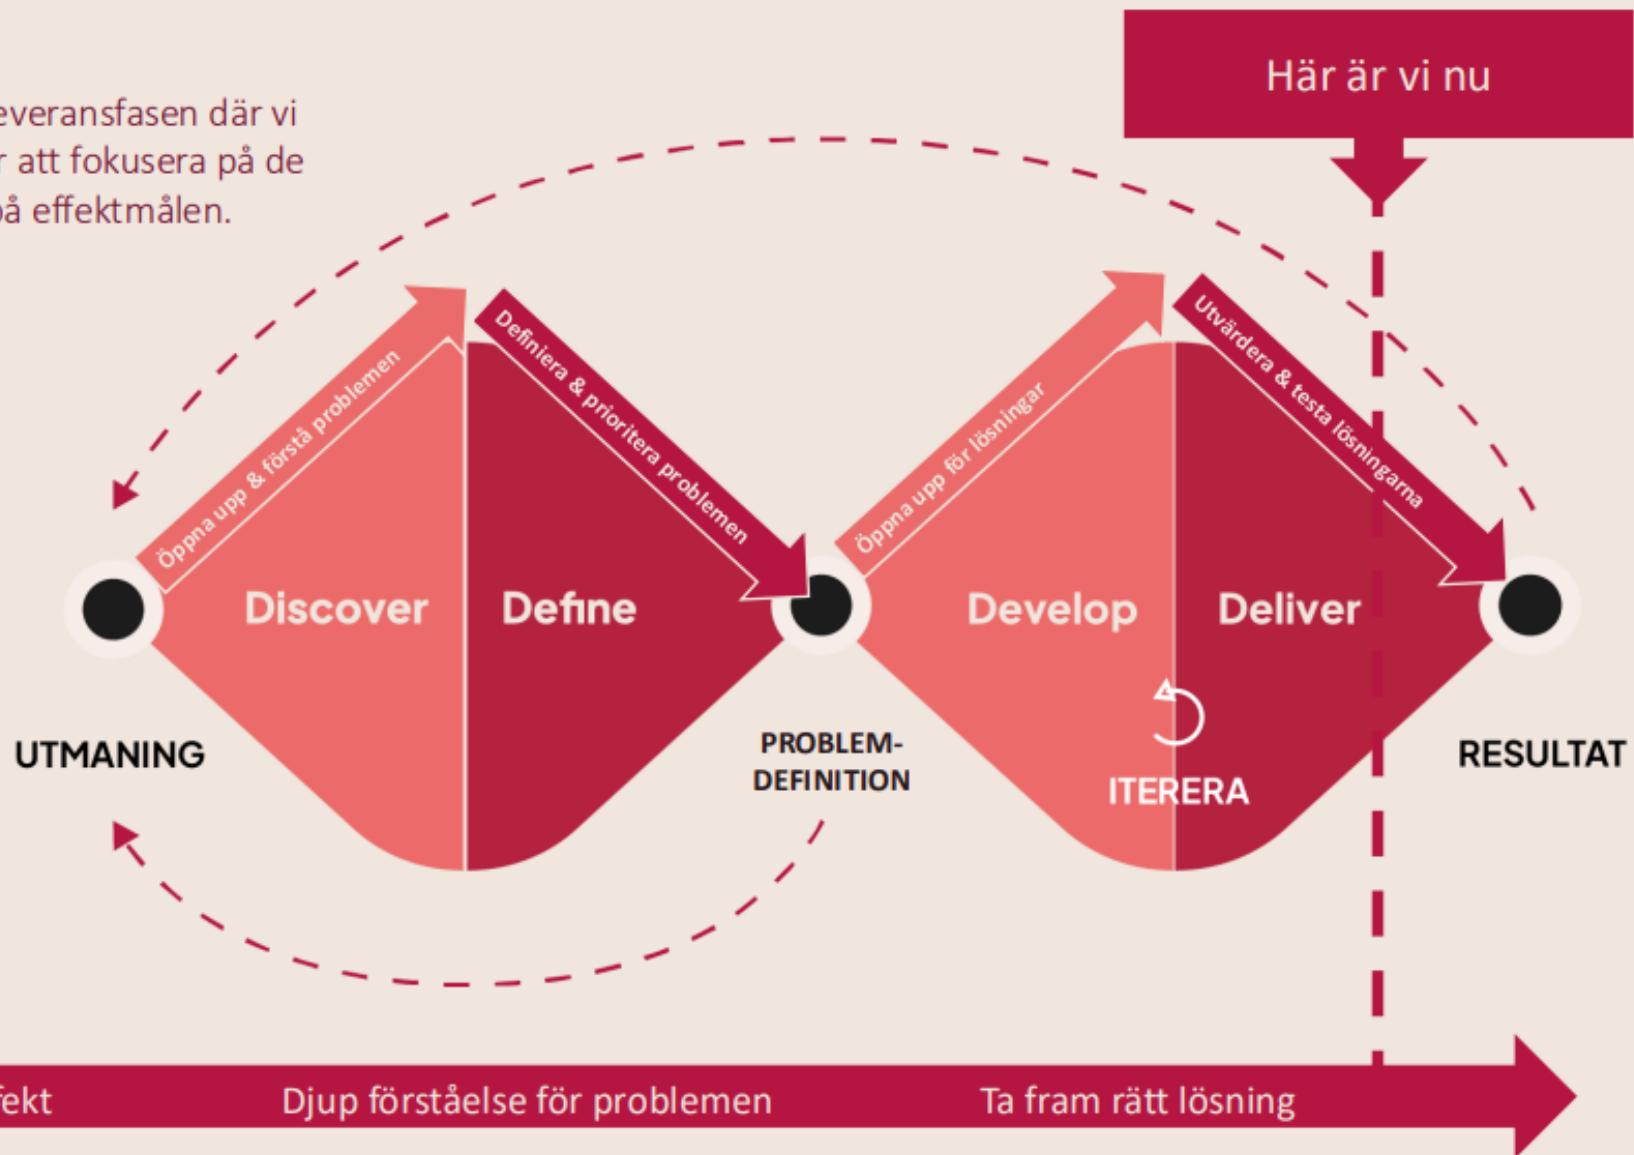 Här är vi nu
everansfasen där vi
r att fokusera på de
på effektmålen.
Öppna upp & förstå problemen
Definiera & prioritera problemen
Öppna upp för lösningar
Utvärdera & testa lösningarna
Discover
Define
Develop
Deliver
ITERERA
UTMANING
PROBLEM-
DEFINITION
RESULTAT
fekt
Djup förståelse för problemen
Ta fram rätt lösning